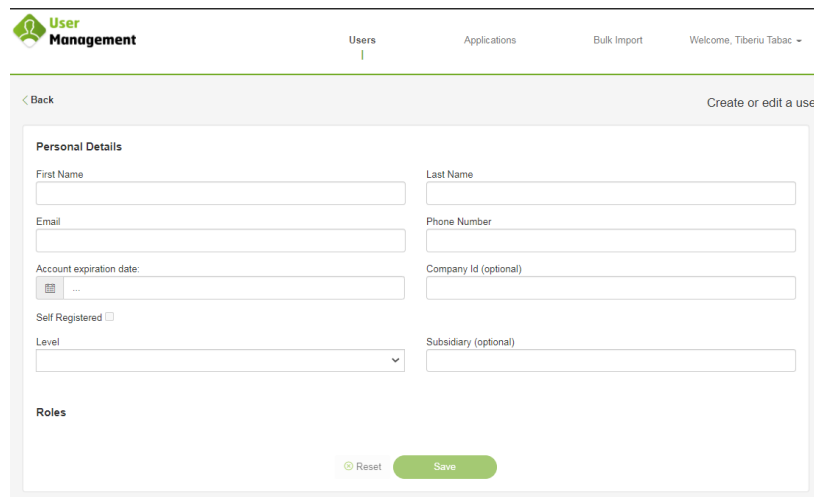 User
Management
Users
Applications
Bulk Import
Welcome, Tiberiu Tabac
Back
Create or edit a use
Personal Details
First Name
Last Name
Email
Phone Number
Account expiration date:
Company Id (optional)
...
Self Registered
Level
Subsidiary (optional)
Roles
Reset
Save